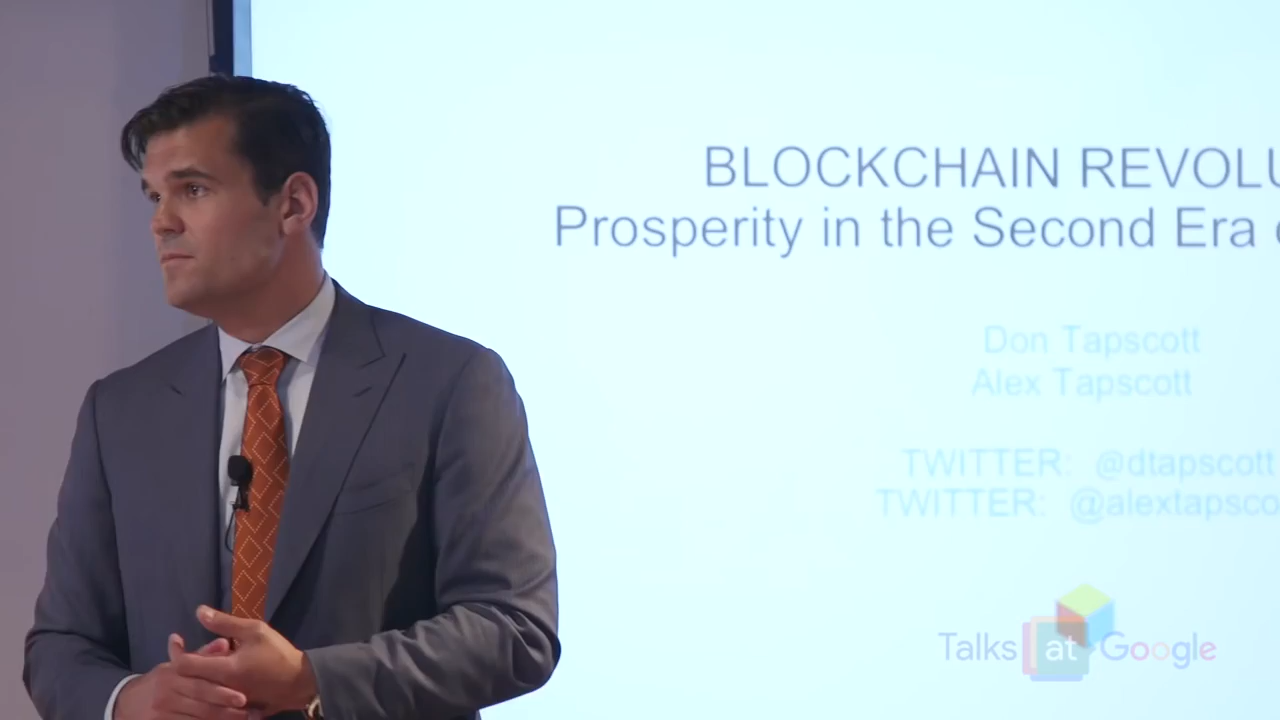 BLOCKCHAIN REVOLU
Prosperity in the Second Era
Don Tapscott
Alex Tapscott
TWITTER: @dtapscott
TWITTER: @alextapsco
Talks at Google